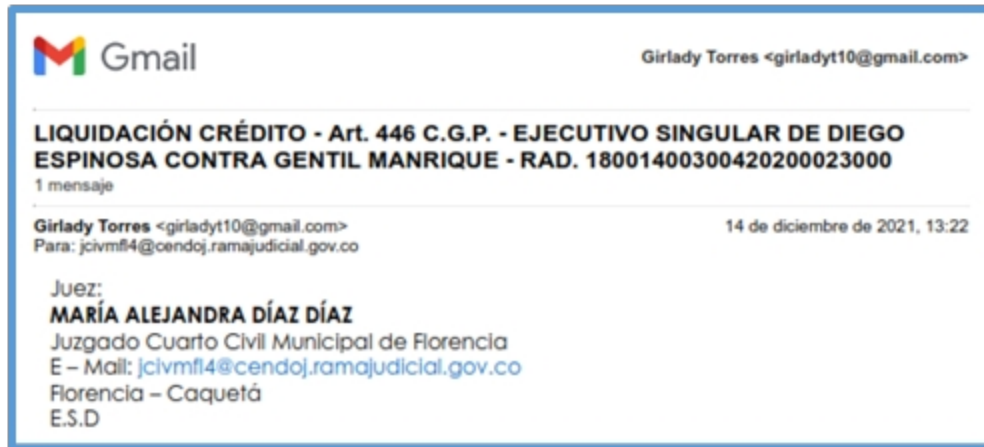 Gmail
Girlady Torres <girladyt10@gmail.com>
LIQUIDACIÓN CRÉDITO - Art. 446 C.G.P. - EJECUTIVO SINGULAR DE DIEGO
ESPINOSA CONTRA GENTIL MANRIQUE - RAD. 18001400300420200023000
1 mensaje
Girlady Torres <girladyt10@gmail.com>
14 de diciembre de 2021, 13:22
Para: jcivmfl4@cendoj.ramajudicial.gov.co
Juez:
MARÍA ALEJANDRA DÍAZ DÍAZ
Juzgado Cuarto Civil Municipal de Florencia
E – Mail: jcivmfl4@cendoj.ramajudicial.gov.co
Florencia – Caquetá
E.S.D